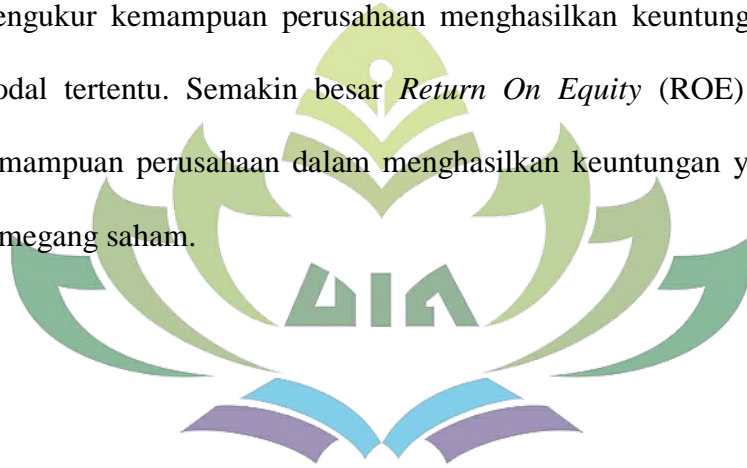 engukur kemampuan perusahaan menghasilkan keuntung
odal tertentu. Semakin besar Return On Equity (ROE)
mampuan perusahaan dalam menghasilkan keuntungan y
megang saham.
UIN